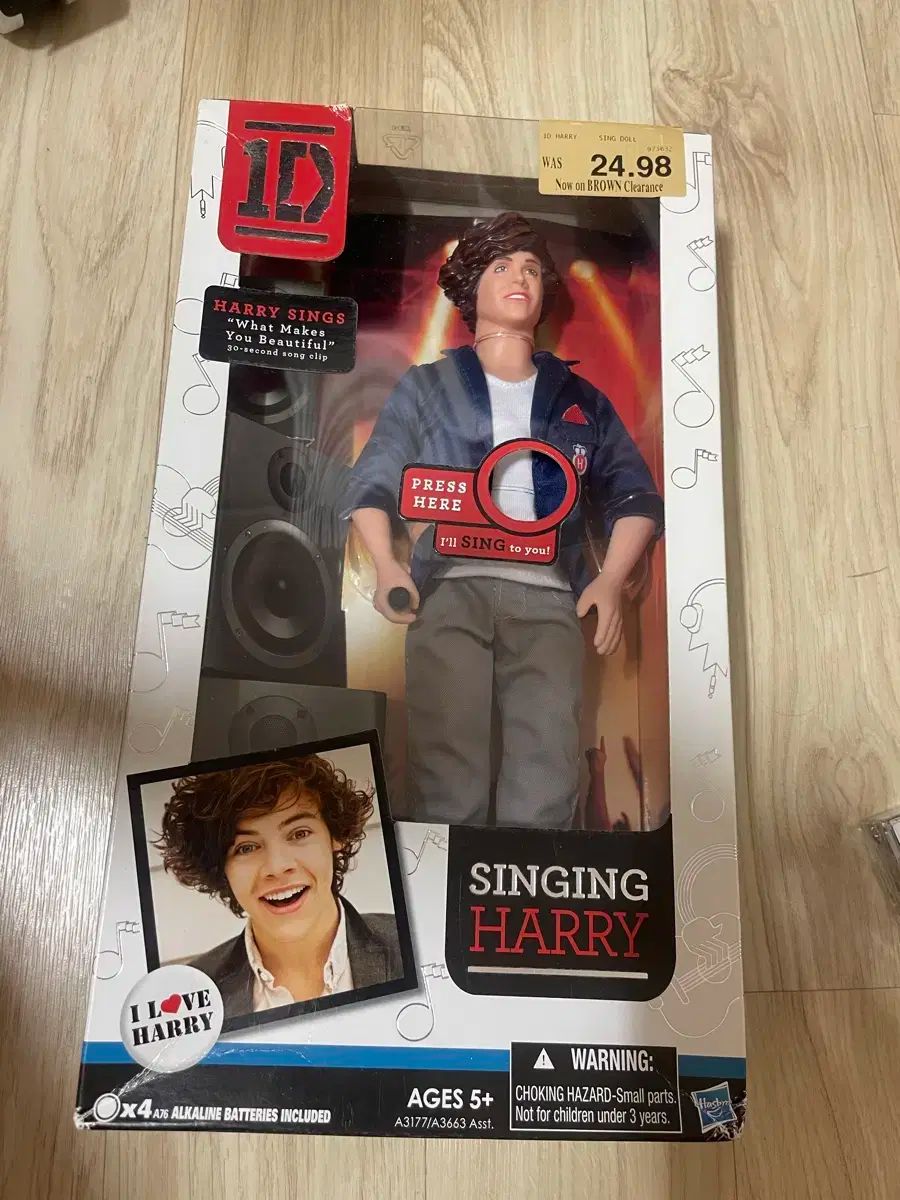 1D
1D HARRY SING DOLL
073632
WAS 24.98
Now on BROWN Clearance
HARRY SINGS
"What Makes
You Beautiful"
30-second song clip
PRESS
HERE
I'll SING to you!
H
SINGING
HARRY
I L♥VE
HARRY
x4 A76 ALKALINE BATTERIES INCLUDED
AGES 5+
A3177/A3663 Asst.
⚠ WARNING:
CHOKING HAZARD-Small parts.
Not for children under 3 years.
Hasbro